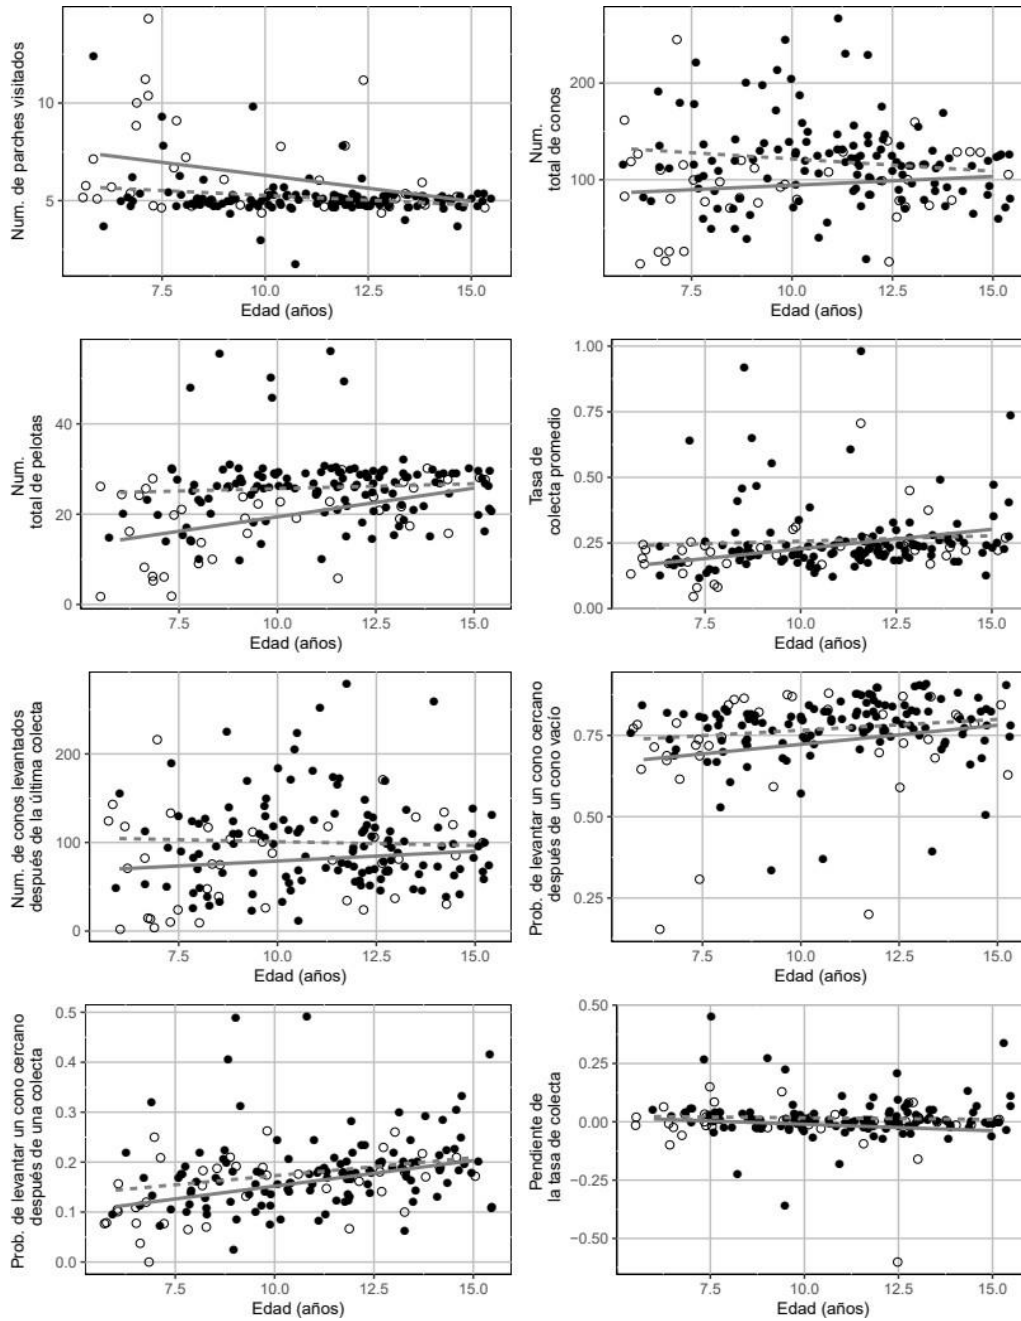 Num. de parches visitados
10
5
7.5 10.0 12.5 15.0
Edad (años)
Num.
total de conos
200
100
7.5 10.0 12.5 15.0
Edad (años)
Num.
total de pelotas
40
20
0
7.5 10.0 12.5 15.0
Edad (años)
Tasa de
colecta promedio
1.00
0.75
0.50
0.25
0.00
7.5 10.0 12.5 15.0
Edad (años)
Num. de conos levantados
después de la última colecta
200
100
0
7.5 10.0 12.5 15.0
Edad (años)
Prob. de levantar un cono cercano
después de un cono vacío
0.75
0.50
0.25
7.5 10.0 12.5 15.0
Edad (años)
Prob. de levantar un cono cercano
después de una colecta
0.5
0.4
0.3
0.2
0.1
0.0
7.5 10.0 12.5 15.0
Edad (años)
Pendiente de
la tasa de colecta
0.50
0.25
0.00
−0.25
−0.50
7.5 10.0 12.5 15.0
Edad (años)